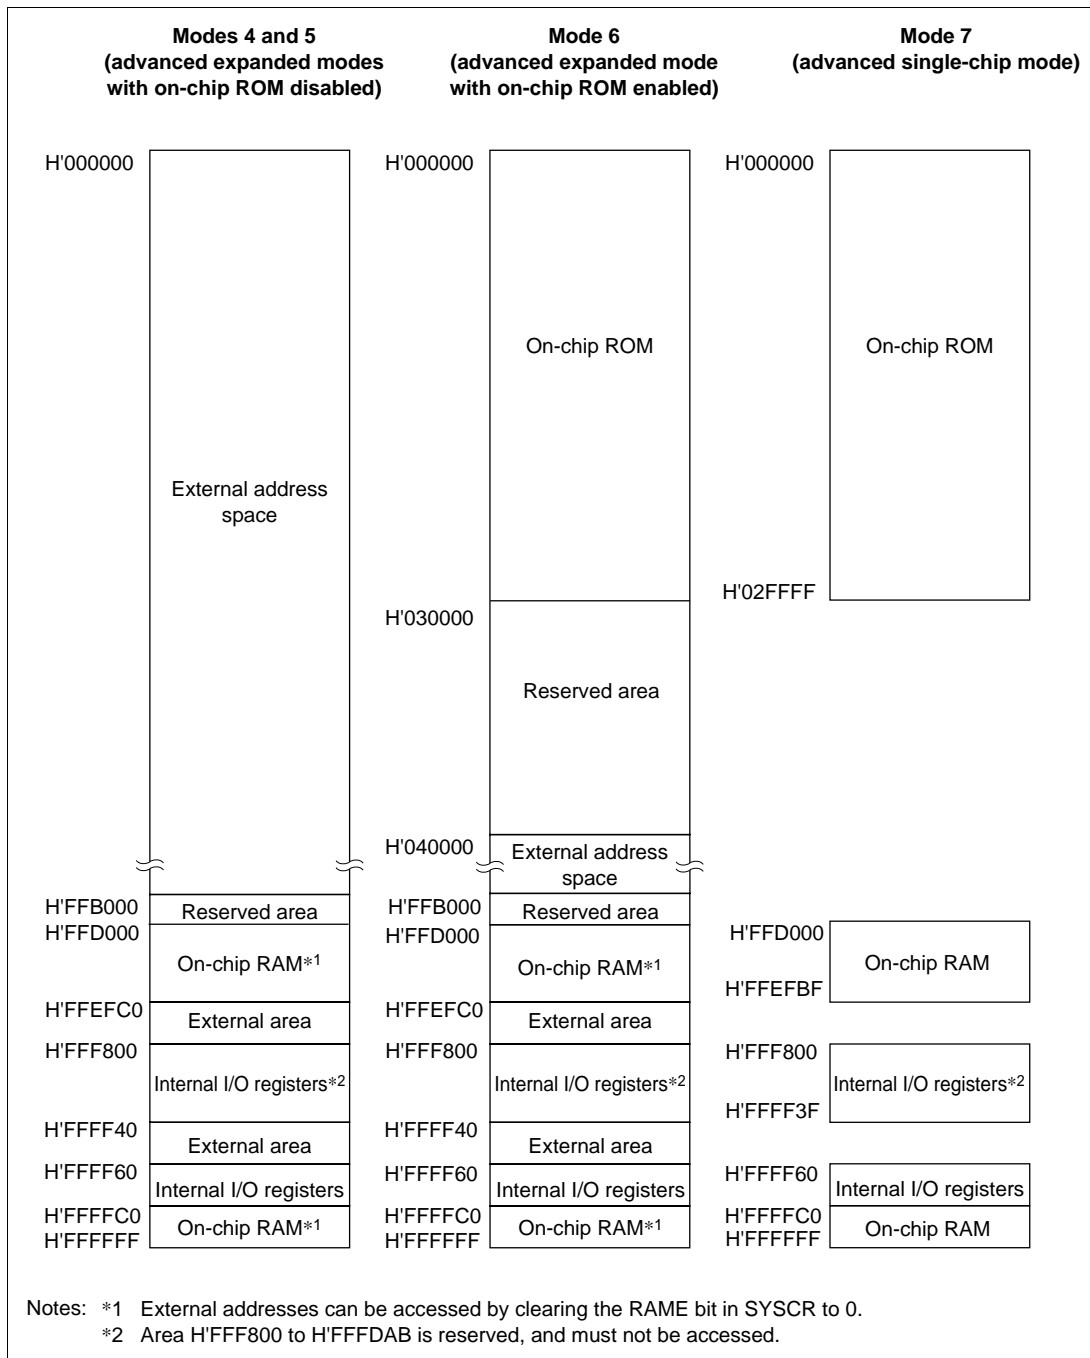 Modes 4 and 5
(advanced expanded modes
with on-chip ROM disabled)
H'000000
External address
space
H'FFB000
Reserved area
H'FFD000
On-chip RAM*1
H'FFEFC0
External area
H'FFF800
Internal I/O registers*2
H'FFFF40
External area
H'FFFF60
Internal I/O registers
H'FFFFC0
On-chip RAM*1
H'FFFFFF
Mode 6
(advanced expanded mode
with on-chip ROM enabled)
H'000000
On-chip ROM
H'030000
Reserved area
H'040000
External address
space
H'FFB000
Reserved area
H'FFD000
On-chip RAM*1
H'FFEFC0
External area
H'FFF800
Internal I/O registers*2
H'FFFF40
External area
H'FFFF60
Internal I/O registers
H'FFFFC0
On-chip RAM*1
H'FFFFFF
Mode 7
(advanced single-chip mode)
H'000000
On-chip ROM
H'02FFFF
H'FFD000
On-chip RAM
H'FFEFBF
H'FFF800
Internal I/O registers*2
H'FFFF3F
H'FFFF60
Internal I/O registers
H'FFFFC0
On-chip RAM
H'FFFFFF
Notes: *1 External addresses can be accessed by clearing the RAME bit in SYSCR to 0.
*2 Area H'FFF800 to H'FFFDAB is reserved, and must not be accessed.